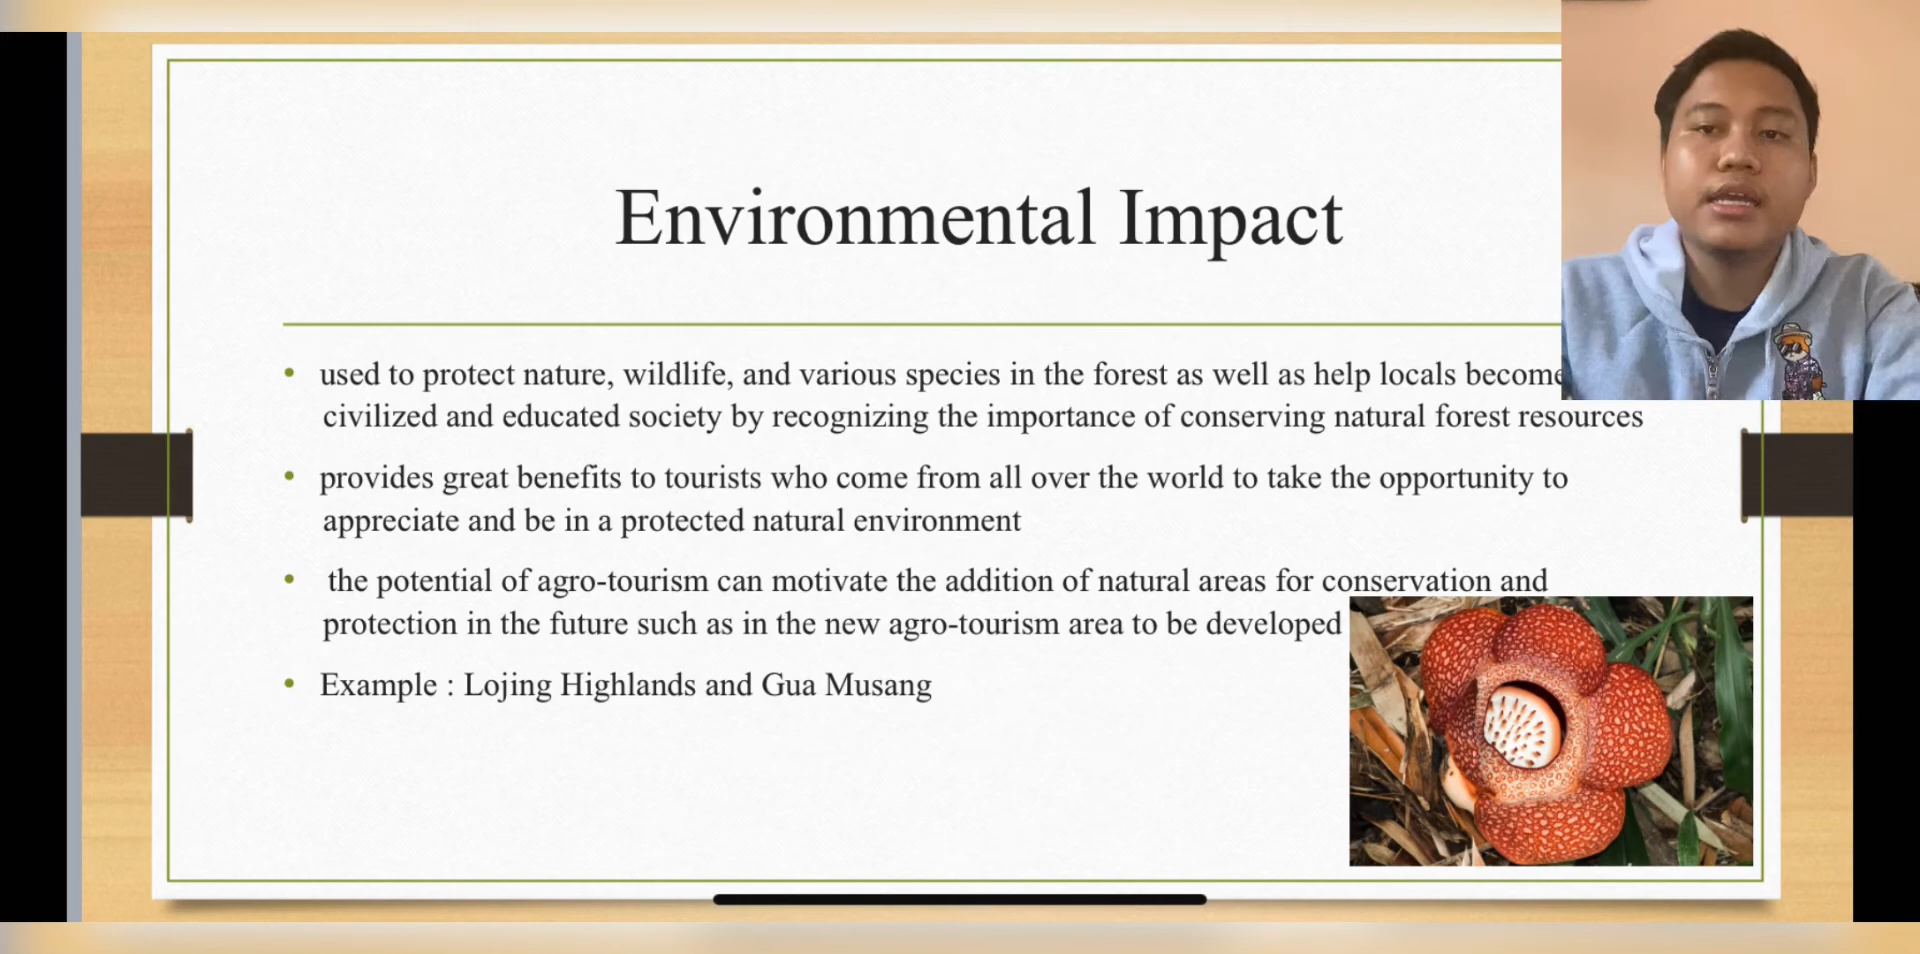 Environmental Impact
• used to protect nature, wildlife, and various species in the forest as well as help locals become
civilized and educated society by recognizing the importance of conserving natural forest resources
• provides great benefits to tourists who come from all over the world to take the opportunity to
appreciate and be in a protected natural environment
• the potential of agro-tourism can motivate the addition of natural areas for conservation and
protection in the future such as in the new agro-tourism area to be developed
• Example : Lojing Highlands and Gua Musang